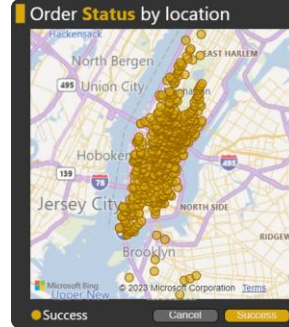 Order Status by location
Hackensack
EAST HARLEM
North Bergen
495 Union City
Hoboken
495
139
78
Jersey City
NORTH SIDE
RIDGEW
Brooklyn
Microsoft Bing
© 2023 Microsoft Corporation Terms
Upper New
Success Cancel Success